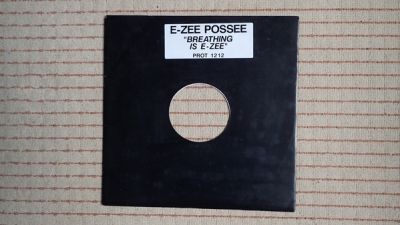 E-ZEE POSSEE
"BREATHING
IS E-ZEE"
PROT 1212